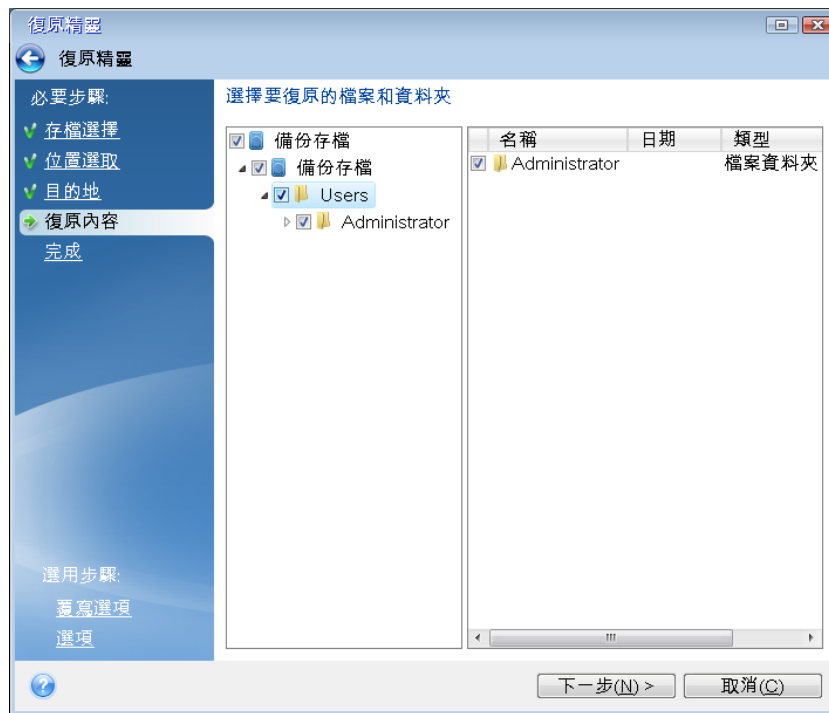 復原精靈
復原精靈
必要步驟:
存檔選擇
位置選取
目的地
復原內容
完成
選用步驟:
覆寫選項
選項
選擇要復原的檔案和資料夾
備份存檔
備份存檔
Users
Administrator
名稱 日期 類型
Administrator 檔案資料夾
下一步(N) > 取消(C)